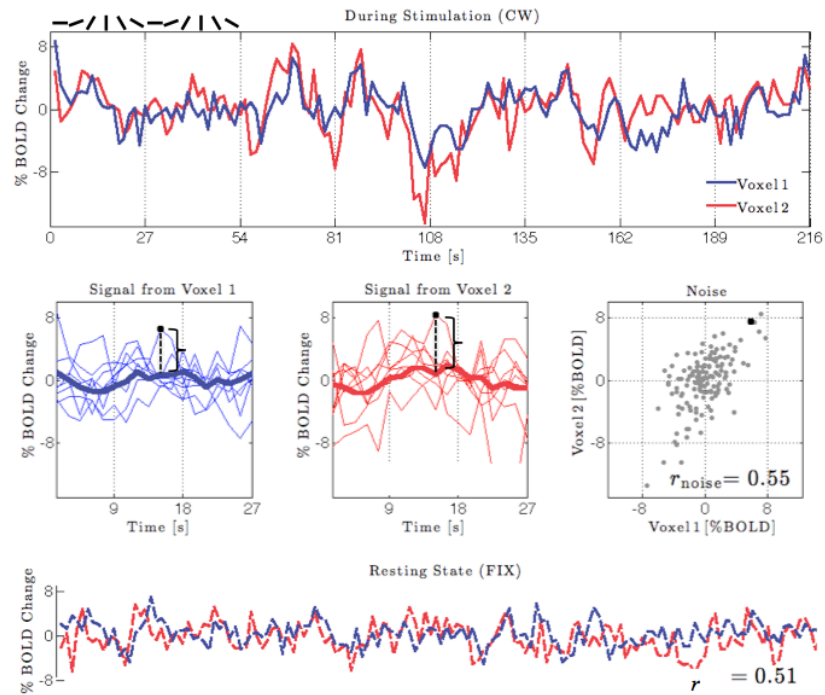 During Stimulation (CW)
% BOLD Change
8
0
-8
Voxel 1
Voxel 2
0 27 54 81 108 135 162 189 216
Time [s]
Signal from Voxel 1
% BOLD Change
8
0
-8
9 18 27
Time [s]
Signal from Voxel 2
% BOLD Change
8
0
-8
9 18 27
Time [s]
Noise
Voxel 2 [%BOLD]
8
0
-8
r noise = 0.55
-8 0 8
Voxel 1 [%BOLD]
Resting State (FIX)
% BOLD Change
8
0
-8
r = 0.51